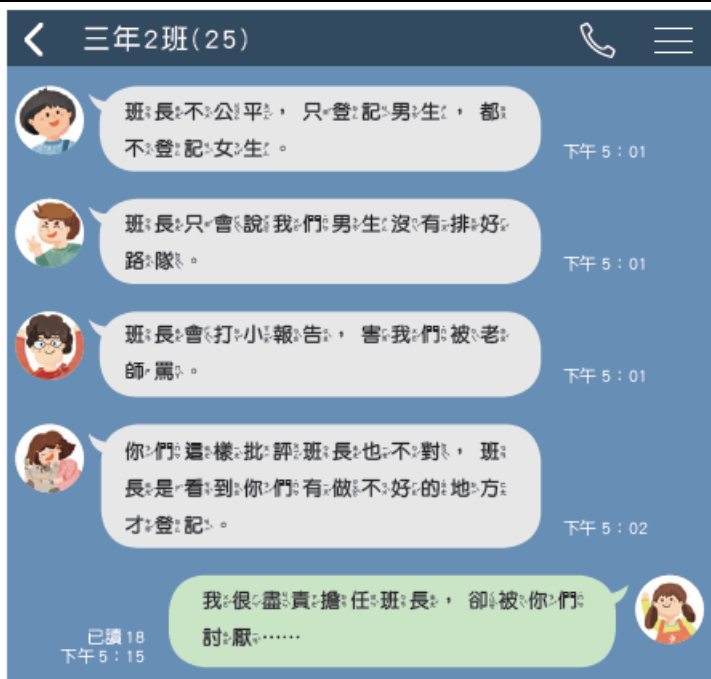 三年2班(25)
班長不公平，只登記男生，都
不登記女生。
下午 5：01
班長只會說我們男生沒有排好
路隊。
下午 5：01
班長會打小報告，害我們被老
師罵。
下午 5：01
你們這樣批評班長也不對，班
長是看到你們有做不好的地方
才登記。
下午 5：02
我很盡責擔任班長，卻被你們
討厭……
已讀 18
下午 5：15